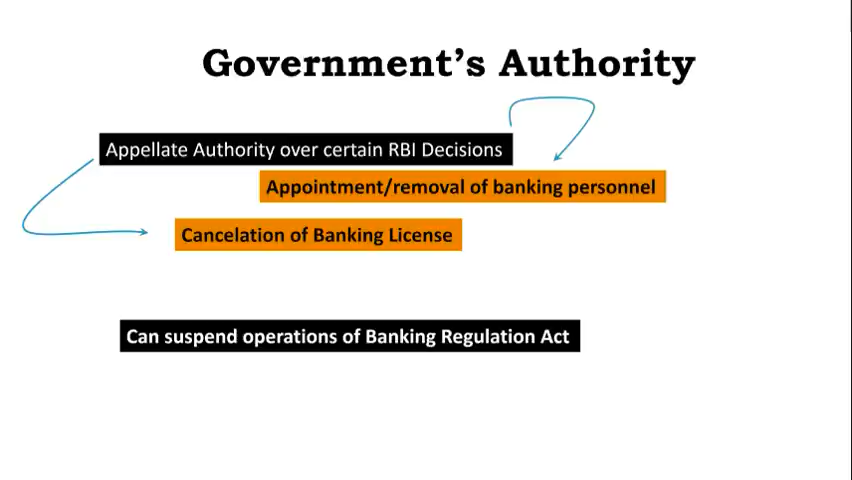 Government's Authority
Appellate Authority over certain RBI Decisions
Appointment/removal of banking personnel
Cancelation of Banking License
Can suspend operations of Banking Regulation Act